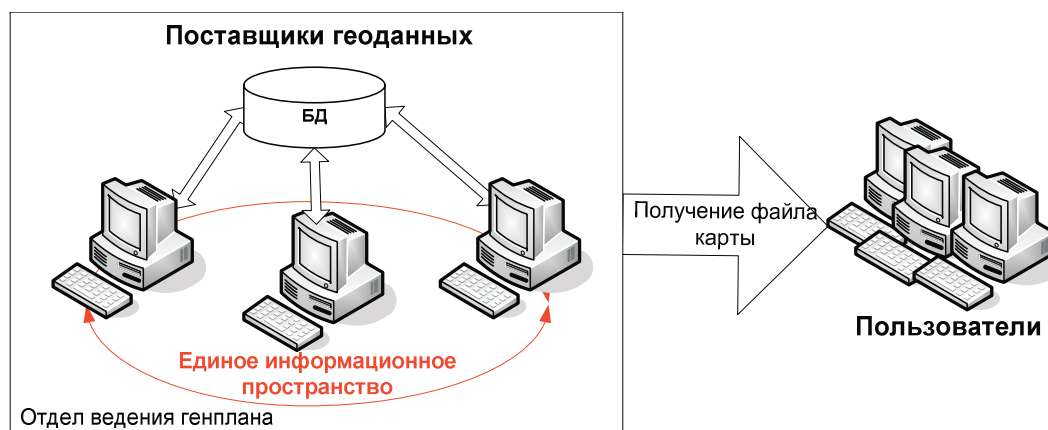 Поставщики геоданных
БД
Получение файла
карты
Пользователи
Единое информационное
пространство
Отдел ведения генплана